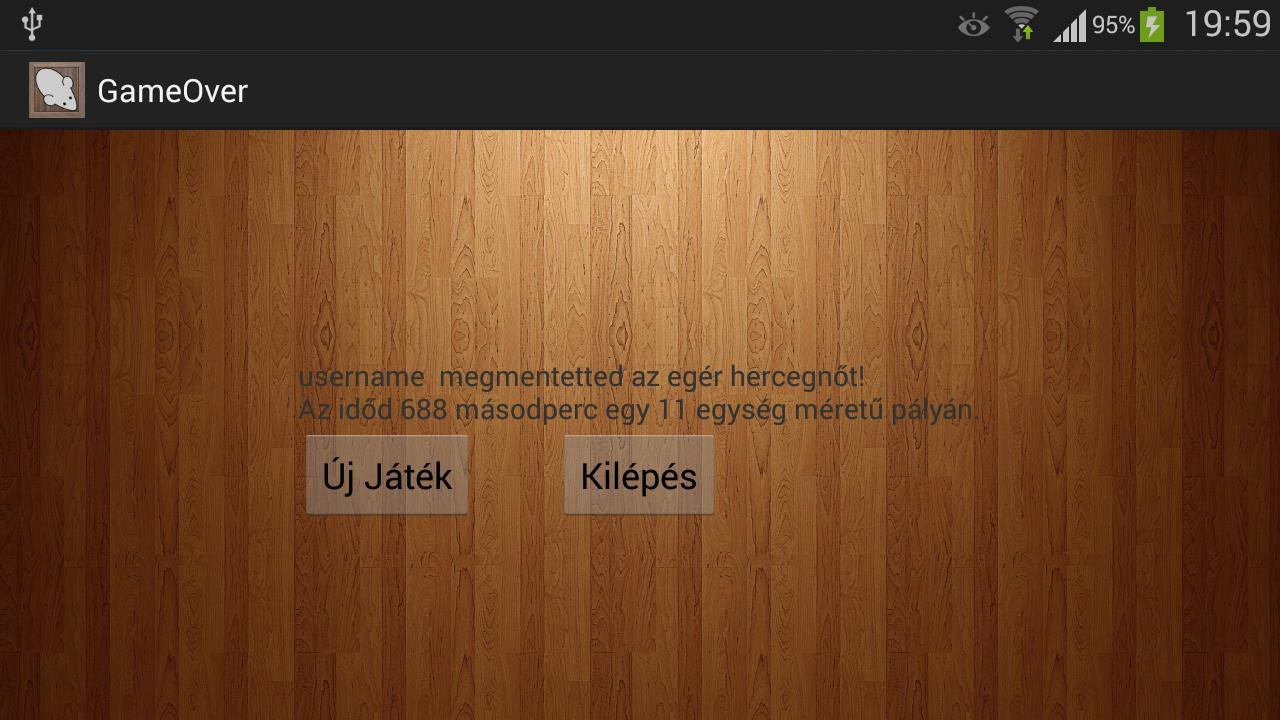 95% 19:59
GameOver
username  megmentetted az egér hercegnőt!
Az időd 688 másodperc egy 11 egység méretű pályán.
Új Játék Kilépés